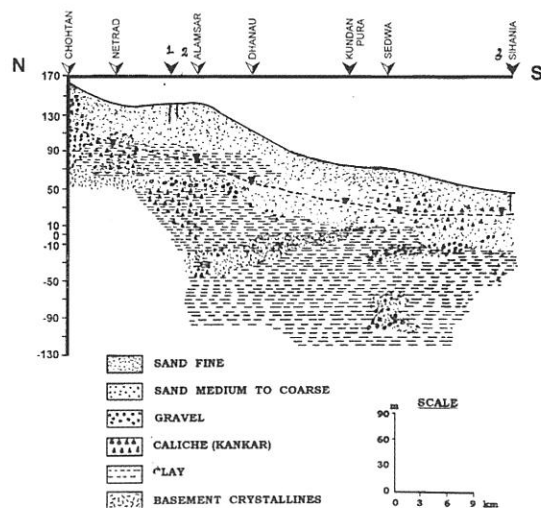 CHOHTAN
NETRAD
1
2
ALAMSAR
DHANAU
KUNDAN PURA
SEDWA
3
SIHANIA
N
S
170
130
90
50
10
0
-10
-50
-90
-130
SAND FINE
SAND MEDIUM TO COARSE
GRAVEL
CALICHE (KANKAR)
CLAY
BASEMENT CRYSTALLINES
SCALE
m
90
60
30
0
0 3 6 9 km